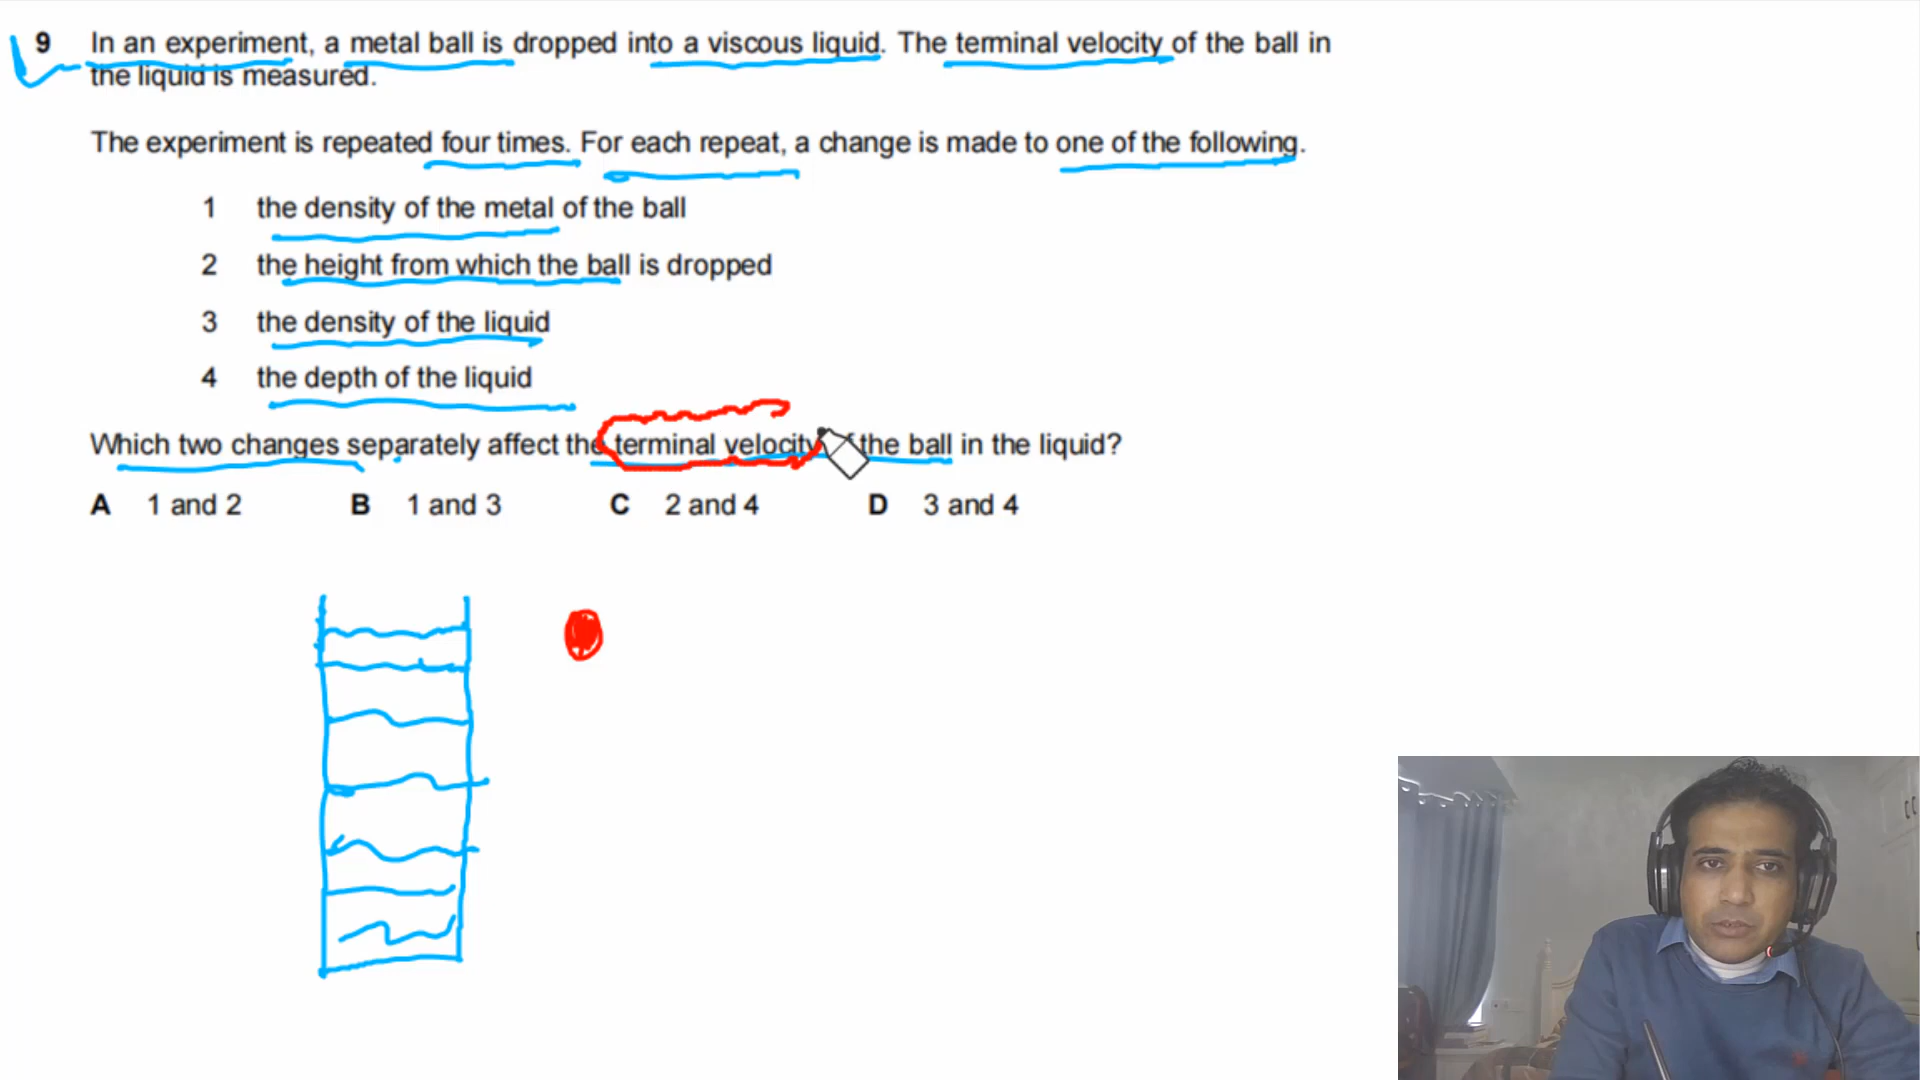 9 In an experiment, a metal ball is dropped into a viscous liquid. The terminal velocity of the ball in
the liquid is measured.
The experiment is repeated four times. For each repeat, a change is made to one of the following.
1 the density of the metal of the ball
2 the height from which the ball is dropped
3 the density of the liquid
4 the depth of the liquid
Which two changes separately affect the terminal velocity of the ball in the liquid?
A 1 and 2 B 1 and 3 C 2 and 4 D 3 and 4